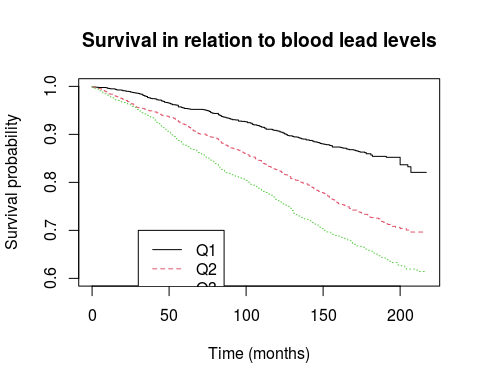 Survival in relation to blood lead levels
Survival probability
1.0
0.9
0.8
0.7
0.6
Q1
Q2
0
50
100
150
200
Time (months)